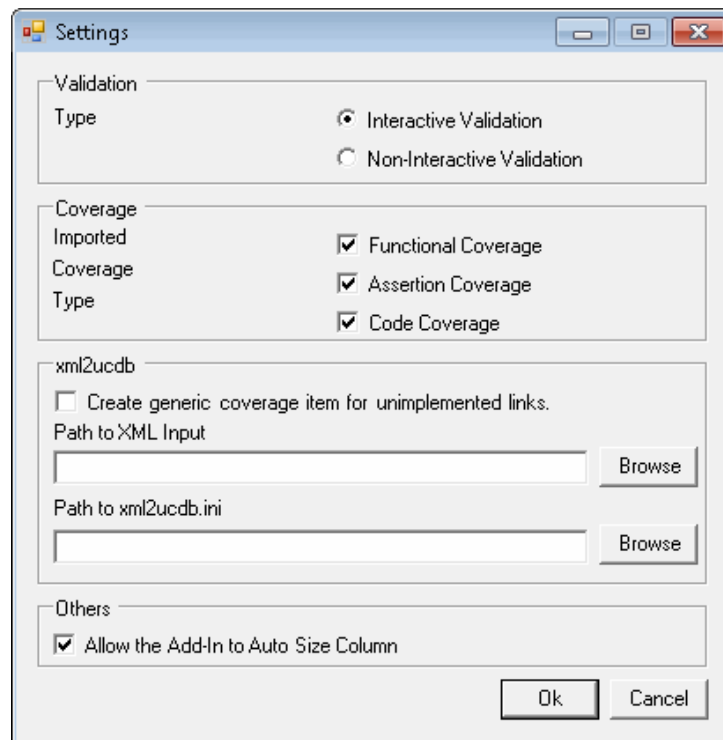 Settings
Validation
Type
Interactive Validation
Non-Interactive Validation
Coverage
Imported
Coverage
Type
Functional Coverage
Assertion Coverage
Code Coverage
xml2ucdb
Create generic coverage item for unimplemented links.
Path to XML Input
Browse
Path to xml2ucdb.ini
Browse
Others
Allow the Add-In to Auto Size Column
Ok
Cancel